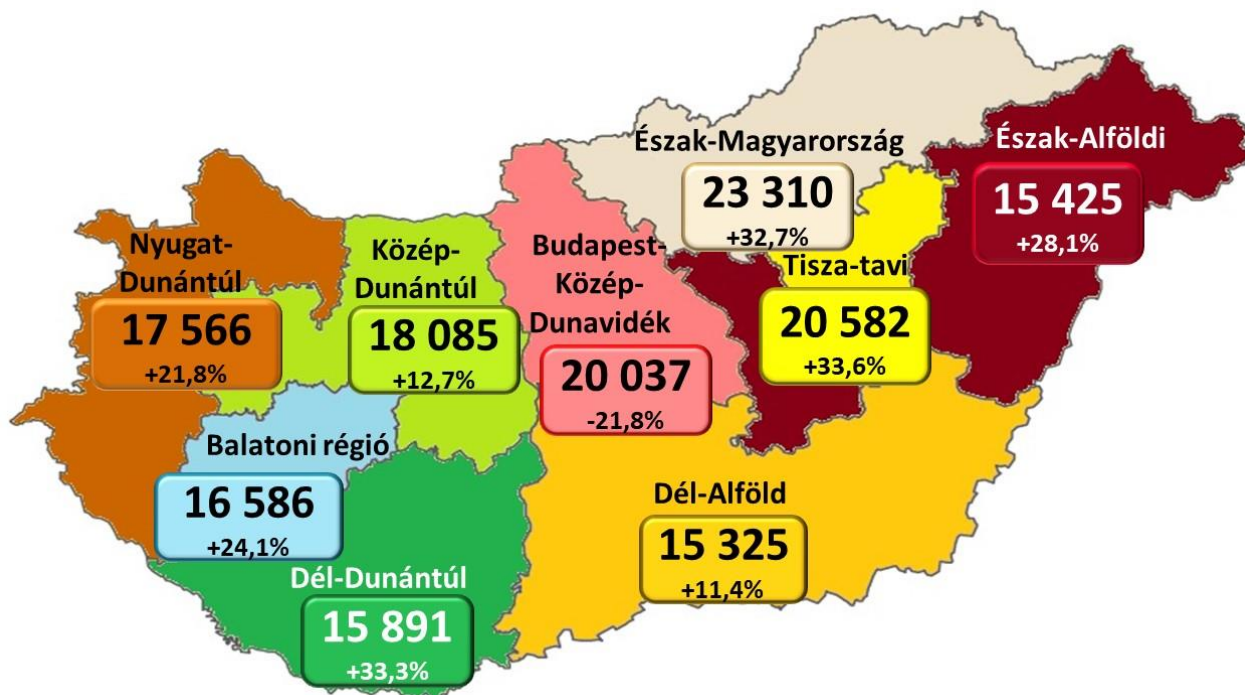 Észak-Magyarország
23 310
+32,7%
Észak-Alföldi
15 425
+28,1%
Nyugat-
Dunántúl
17 566
+21,8%
Közép-
Dunántúl
18 085
+12,7%
Budapest-
Közép-
Dunavidék
20 037
-21,8%
Tisza-tavi
20 582
+33,6%
Balatoni régió
16 586
+24,1%
Dél-Alföld
15 325
+11,4%
Dél-Dunántúl
15 891
+33,3%